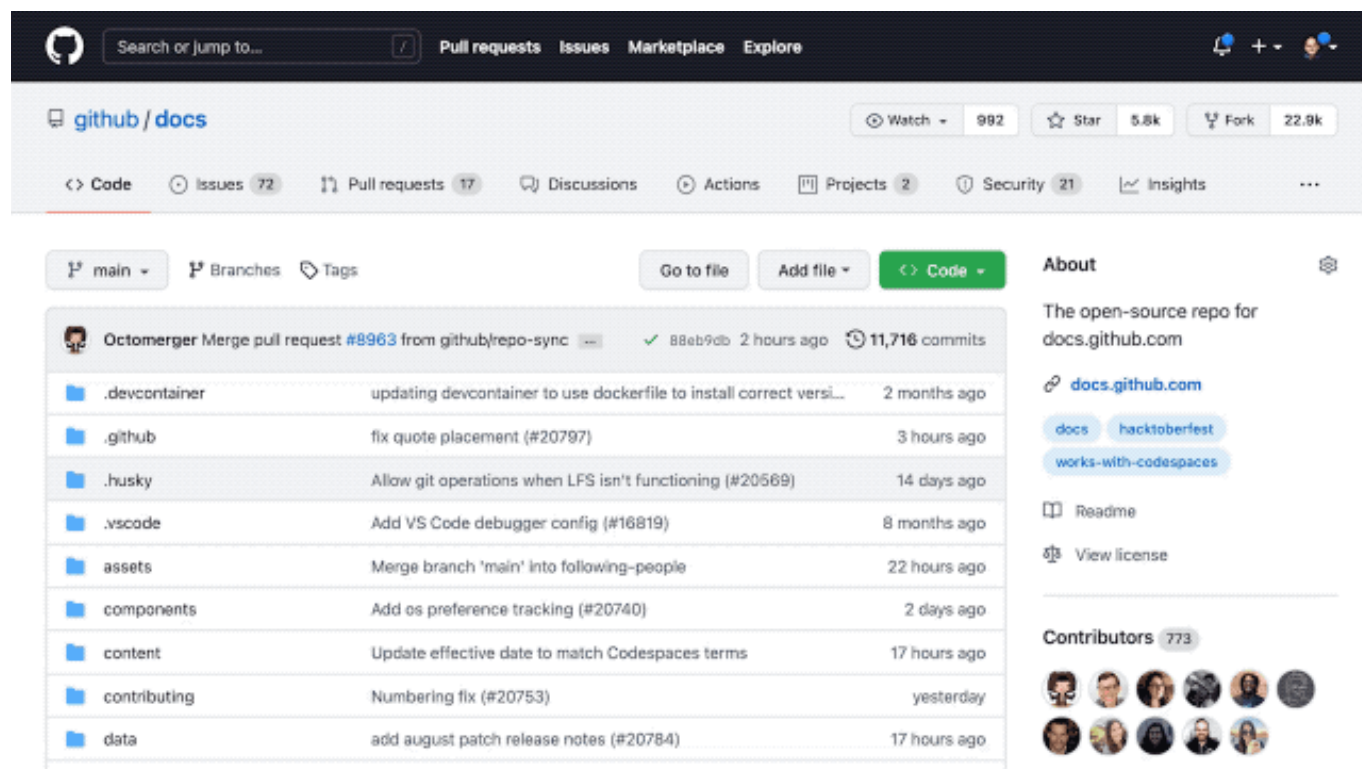 Search or jump to... / Pull requests Issues Marketplace Explore
github / docs Watch 992 Star 5.8k Fork 22.9k
Code Issues 72 Pull requests 17 Discussions Actions Projects 2 Security 21 Insights ...
main Branches Tags Go to file Add file Code
Octomerger Merge pull request #8963 from github/repo-sync ... 88eb9db 2 hours ago 11,716 commits
.devcontainer updating devcontainer to use dockerfile to install correct versi... 2 months ago
.github fix quote placement (#20797) 3 hours ago
.husky Allow git operations when LFS isn't functioning (#20569) 14 days ago
.vscode Add VS Code debugger config (#16819) 8 months ago
assets Merge branch 'main' into following-people 22 hours ago
components Add os preference tracking (#20740) 2 days ago
content Update effective date to match Codespaces terms 17 hours ago
contributing Numbering fix (#20753) yesterday
data add august patch release notes (#20784) 17 hours ago
About
The open-source repo for
docs.github.com
docs.github.com
docs hacktoberfest
works-with-codespaces
Readme
View license
Contributors 773